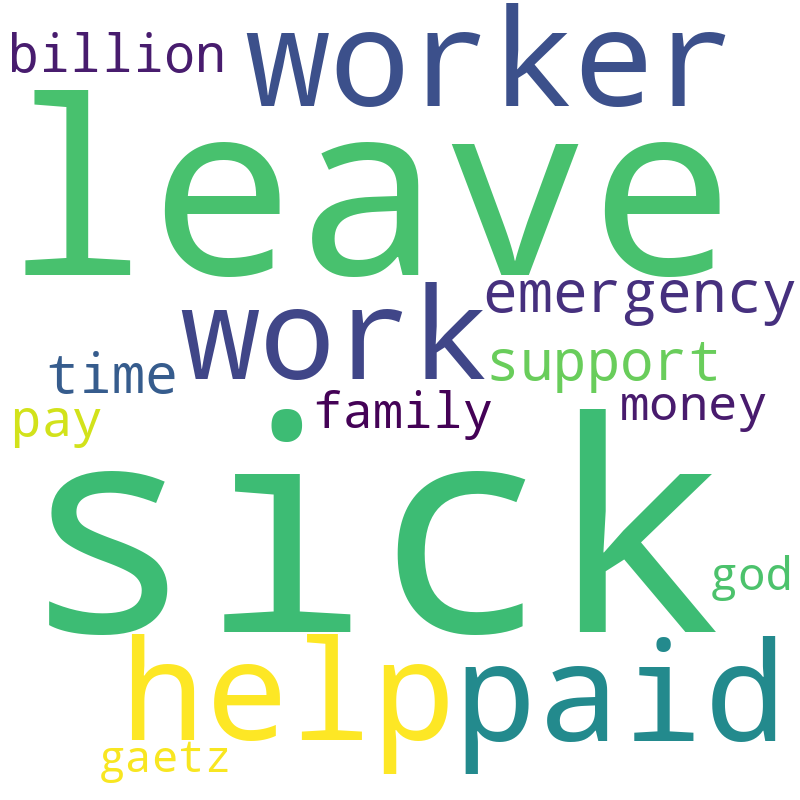 billion worker
leave
emergency
work
time support
pay family money
sick
god
help paid
gaetz